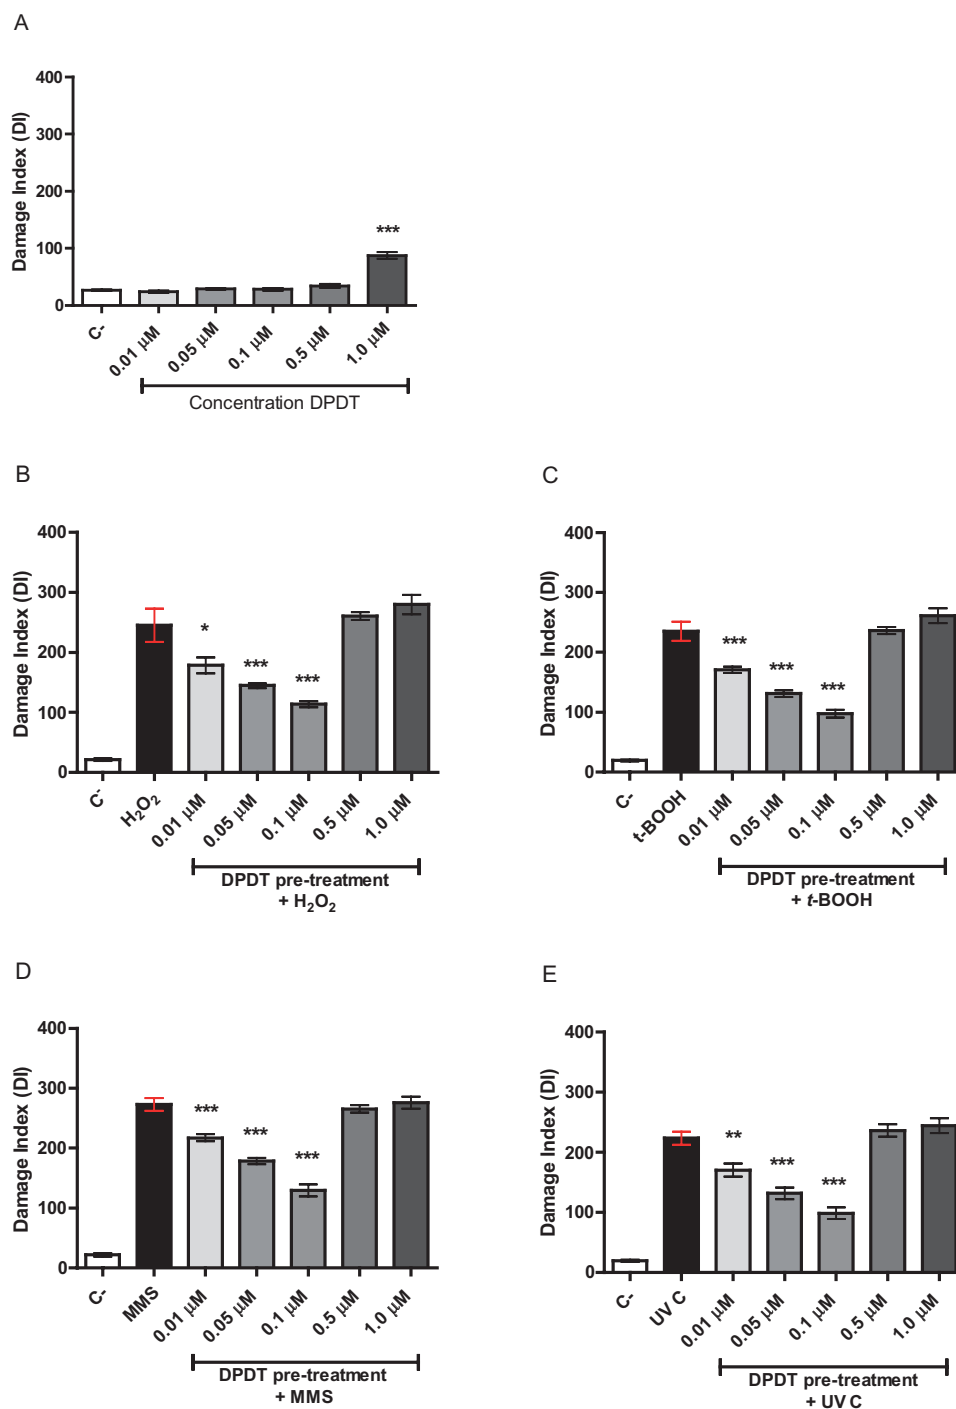 A
Damage Index (DI)
400
300
200
100
0
***
C-
0.01 µM
0.05 µM
0.1 µM
0.5 µM
1.0 µM
Concentration DPDT
B
Damage Index (DI)
400
300
200
100
0
*
***
***
C-
H2O2
0.01 µM
0.05 µM
0.1 µM
0.5 µM
1.0 µM
DPDT pre-treatment
+ H2O2
C
Damage Index (DI)
400
300
200
100
0
***
***
***
C-
t-BOOH
0.01 µM
0.05 µM
0.1 µM
0.5 µM
1.0 µM
DPDT pre-treatment
+ t-BOOH
D
Damage Index (DI)
400
300
200
100
0
***
***
***
C-
MMS
0.01 µM
0.05 µM
0.1 µM
0.5 µM
1.0 µM
DPDT pre-treatment
+ MMS
E
Damage Index (DI)
400
300
200
100
0
**
***
***
C-
UV C
0.01 µM
0.05 µM
0.1 µM
0.5 µM
1.0 µM
DPDT pre-treatment
+ UV C